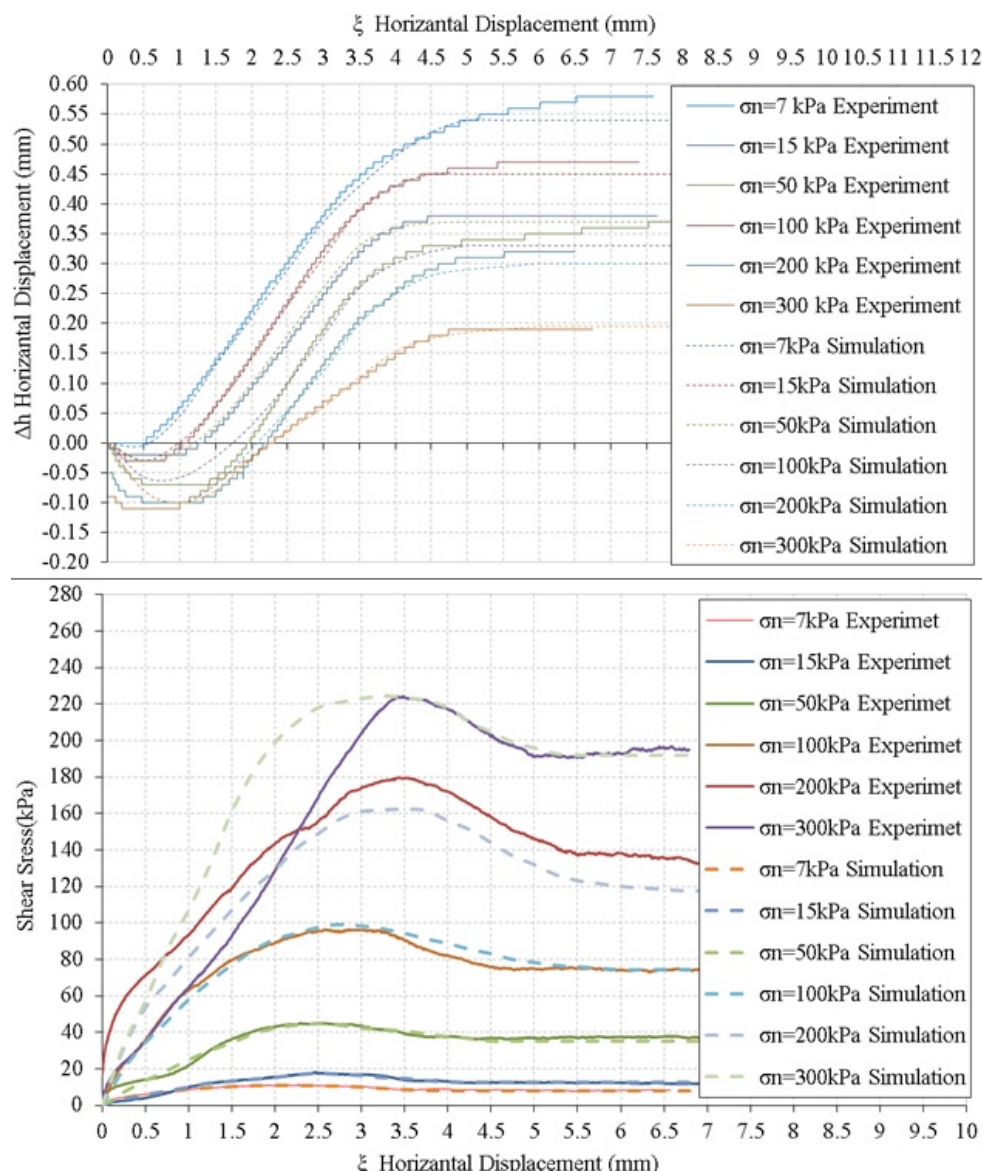 ξ Horizantal Displacement (mm)
0 0.5 1 1.5 2 2.5 3 3.5 4 4.5 5 5.5 6 6.5 7 7.5 8 8.5 9 9.5 10 10.5 11 11.5 12
Δh Horizantal Displacement (mm)
0.60
0.55
0.50
0.45
0.40
0.35
0.30
0.25
0.20
0.15
0.10
0.05
0.00
-0.05
-0.10
-0.15
-0.20
σn=7 kPa Experiment
σn=15 kPa Experiment
σn=50 kPa Experiment
σn=100 kPa Experiment
σn=200 kPa Experiment
σn=300 kPa Experiment
σn=7kPa Simulation
σn=15kPa Simulation
σn=50kPa Simulation
σn=100kPa Simulation
σn=200kPa Simulation
σn=300kPa Simulation
Shear Sress(kPa)
280
260
240
220
200
180
160
140
120
100
80
60
40
20
0
σn=7kPa Experimet
σn=15kPa Experimet
σn=50kPa Experimet
σn=100kPa Experimet
σn=200kPa Experimet
σn=300kPa Experimet
σn=7kPa Simulation
σn=15kPa Simulation
σn=50kPa Simulation
σn=100kPa Simulation
σn=200kPa Simulation
σn=300kPa Simulation
0 0.5 1 1.5 2 2.5 3 3.5 4 4.5 5 5.5 6 6.5 7 7.5 8 8.5 9 9.5 10
ξ Horizantal Displacement (mm)